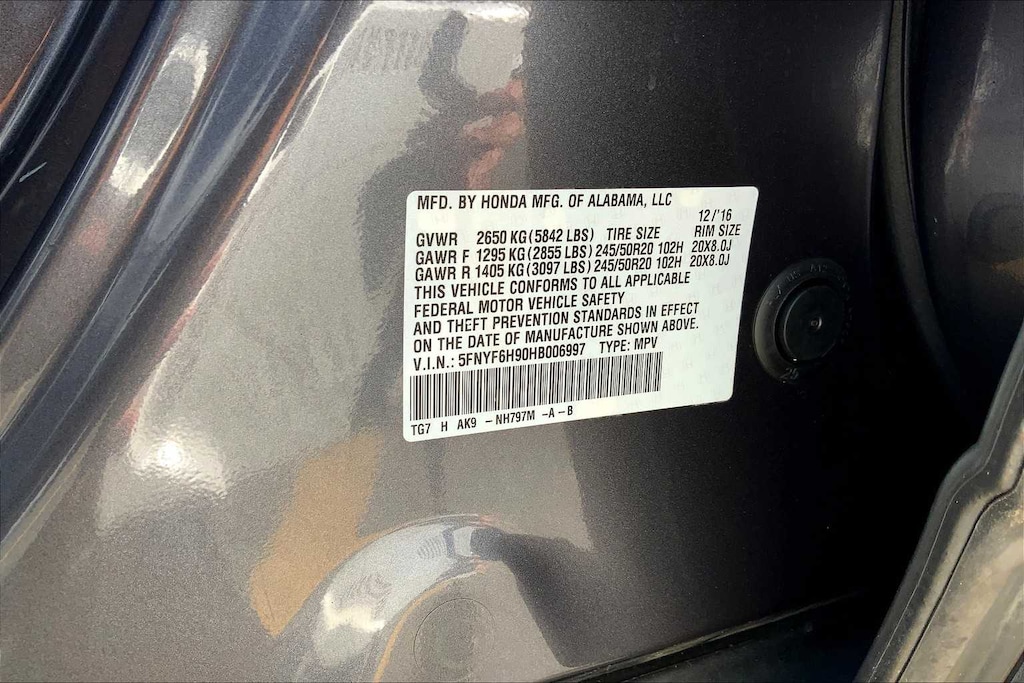 MFD. BY HONDA MFG. OF ALABAMA, LLC
12/'16
GVWR 2650 KG (5842 LBS) TIRE SIZE RIM SIZE
GAWR F 1295 KG (2855 LBS) 245/50R20 102H 20X8.0J
GAWR R 1405 KG (3097 LBS) 245/50R20 102H 20X8.0J
THIS VEHICLE CONFORMS TO ALL APPLICABLE
FEDERAL MOTOR VEHICLE SAFETY
AND THEFT PREVENTION STANDARDS IN EFFECT
ON THE DATE OF MANUFACTURE SHOWN ABOVE.
V.I.N.: 5FNYF6H90HB006997 TYPE: MPV
TG7 H AK9 -NH797M -A-B